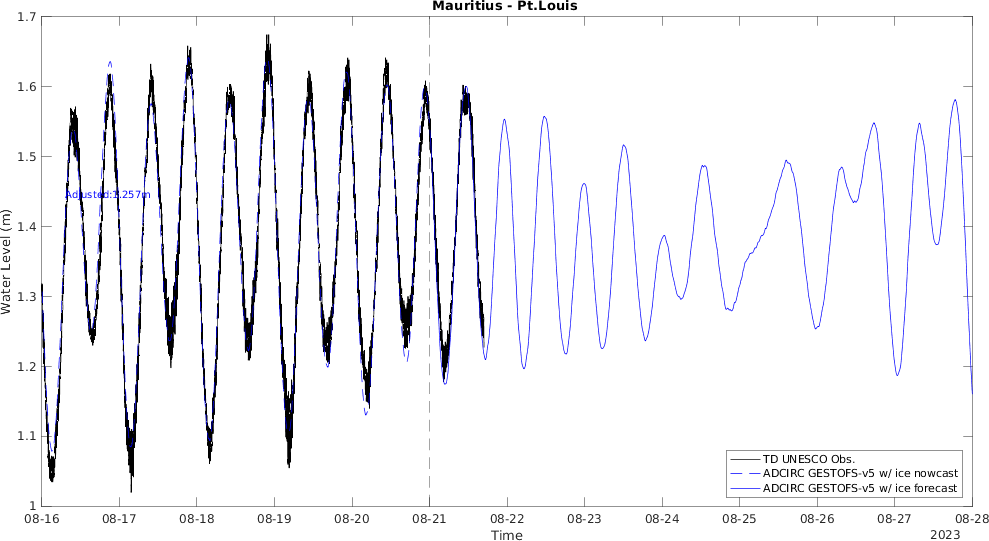 Mauritius - Pt.Louis
1.7
1.6
1.5
1.4
1.3
1.2
1.1
1
Water Level (m)
Adjusted:1.257m
TD UNESCO Obs.
ADCIRC GESTOFS-v5 w/ ice nowcast
ADCIRC GESTOFS-v5 w/ ice forecast
08-16 08-17 08-18 08-19 08-20 08-21 08-22 08-23 08-24 08-25 08-26 08-27 08-28
Time
2023